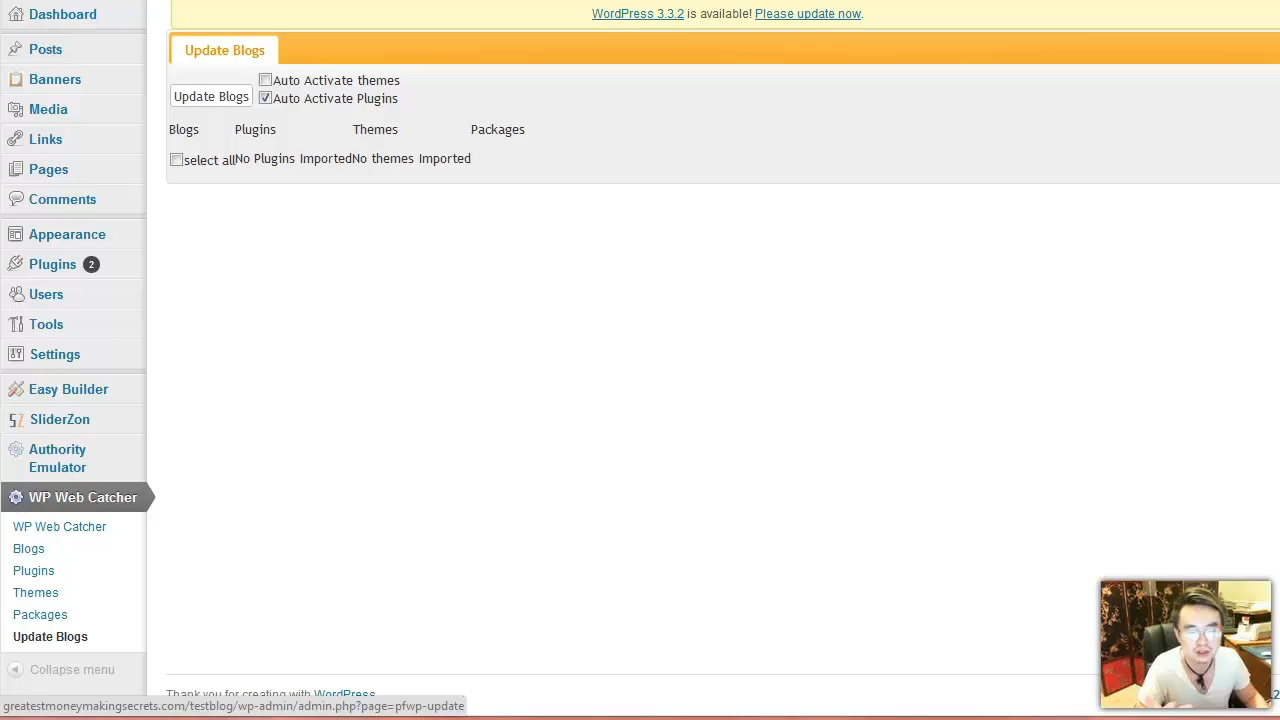 Dashboard
WordPress 3.3.2 is available! Please update now.
Posts
Banners
Media
Links
Pages
Comments
Appearance
Plugins 2
Users
Tools
Settings
Easy Builder
SliderZon
Authority
Emulator
WP Web Catcher
WP Web Catcher
Blogs
Plugins
Themes
Packages
Update Blogs
Collapse menu
Update Blogs
Auto Activate themes
Update Blogs
Auto Activate Plugins
Blogs Plugins Themes Packages
select all No Plugins Imported No themes Imported
Thank you for creating with WordPress
greatestmoneymakingsecrets.com/testblog/wp-admin/admin.php?page=pfwp-update